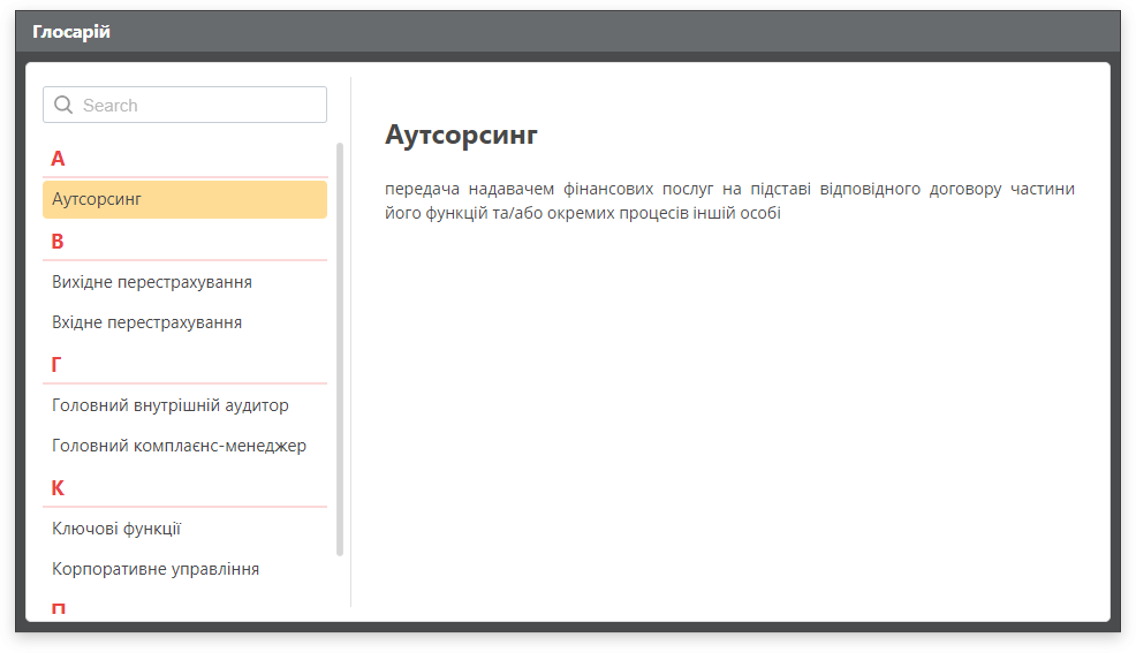 Глосарій
Search
А
Аутсорсинг
В
Вихідне перестрахування
Вхідне перестрахування
Г
Головний внутрішній аудитор
Головний комплаєнс-менеджер
К
Ключові функції
Корпоративне управління
П
Аутсорсинг
передача надавачем фінансових послуг на підставі відповідного договору частини
його функцій та/або окремих процесів іншій особі